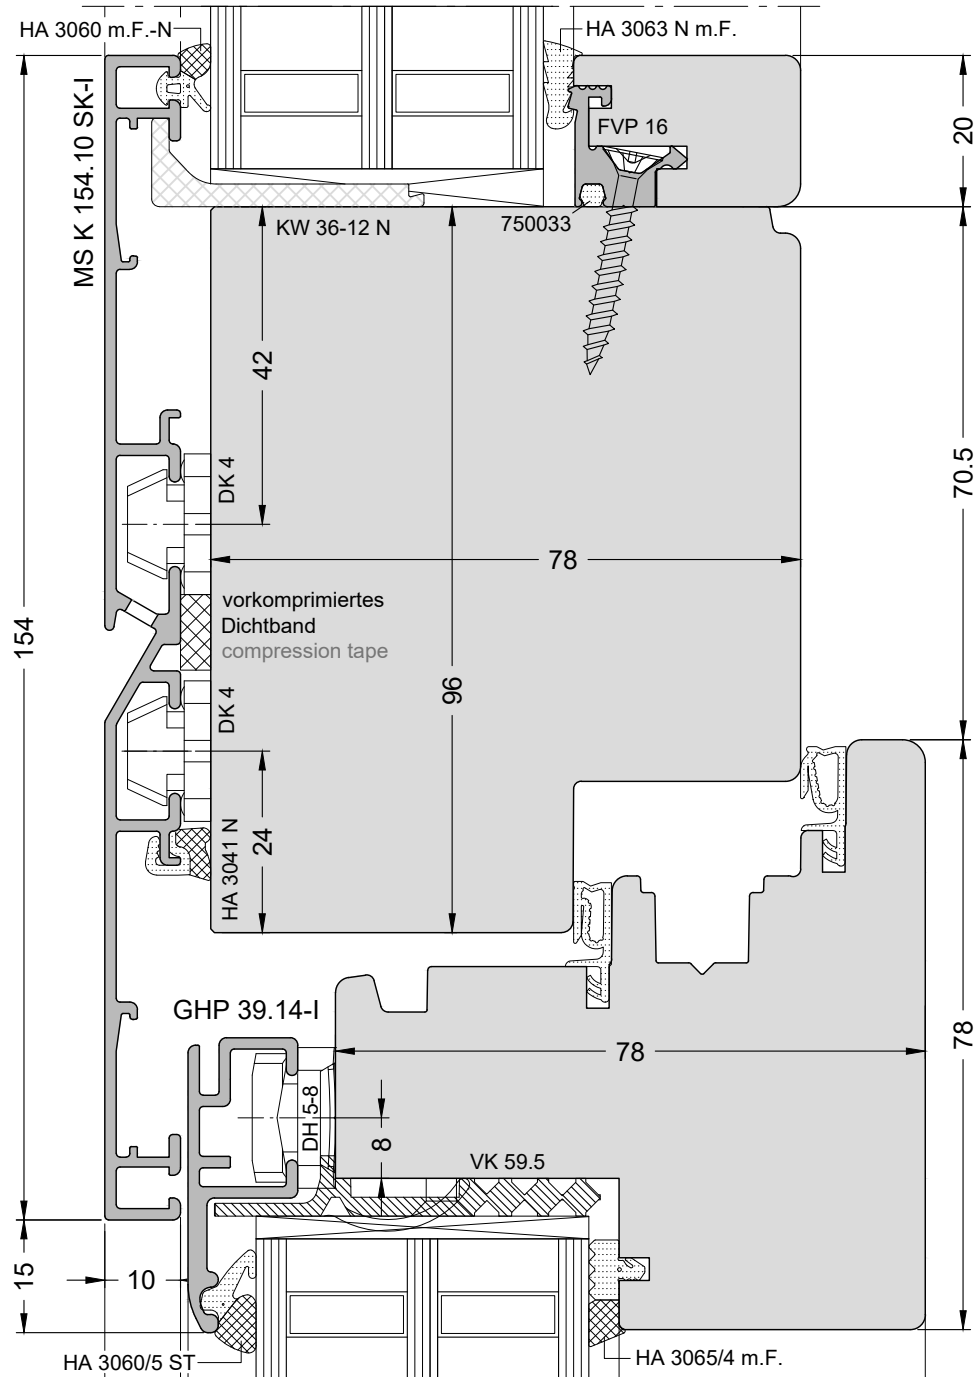 HA 3060 m.F.-N
HA 3063 N m.F.
MS K 154.10 SK-I
FVP 16
20
KW 36-12 N
750033
42
DK 4
70.5
78
154
vorkomprimiertes
Dichtband
compression tape
96
DK 4
24
HA 3041 N
GHP 39.14-I
78
78
DH 5-8
8
VK 59.5
15
10
HA 3060/5 ST
HA 3065/4 m.F.